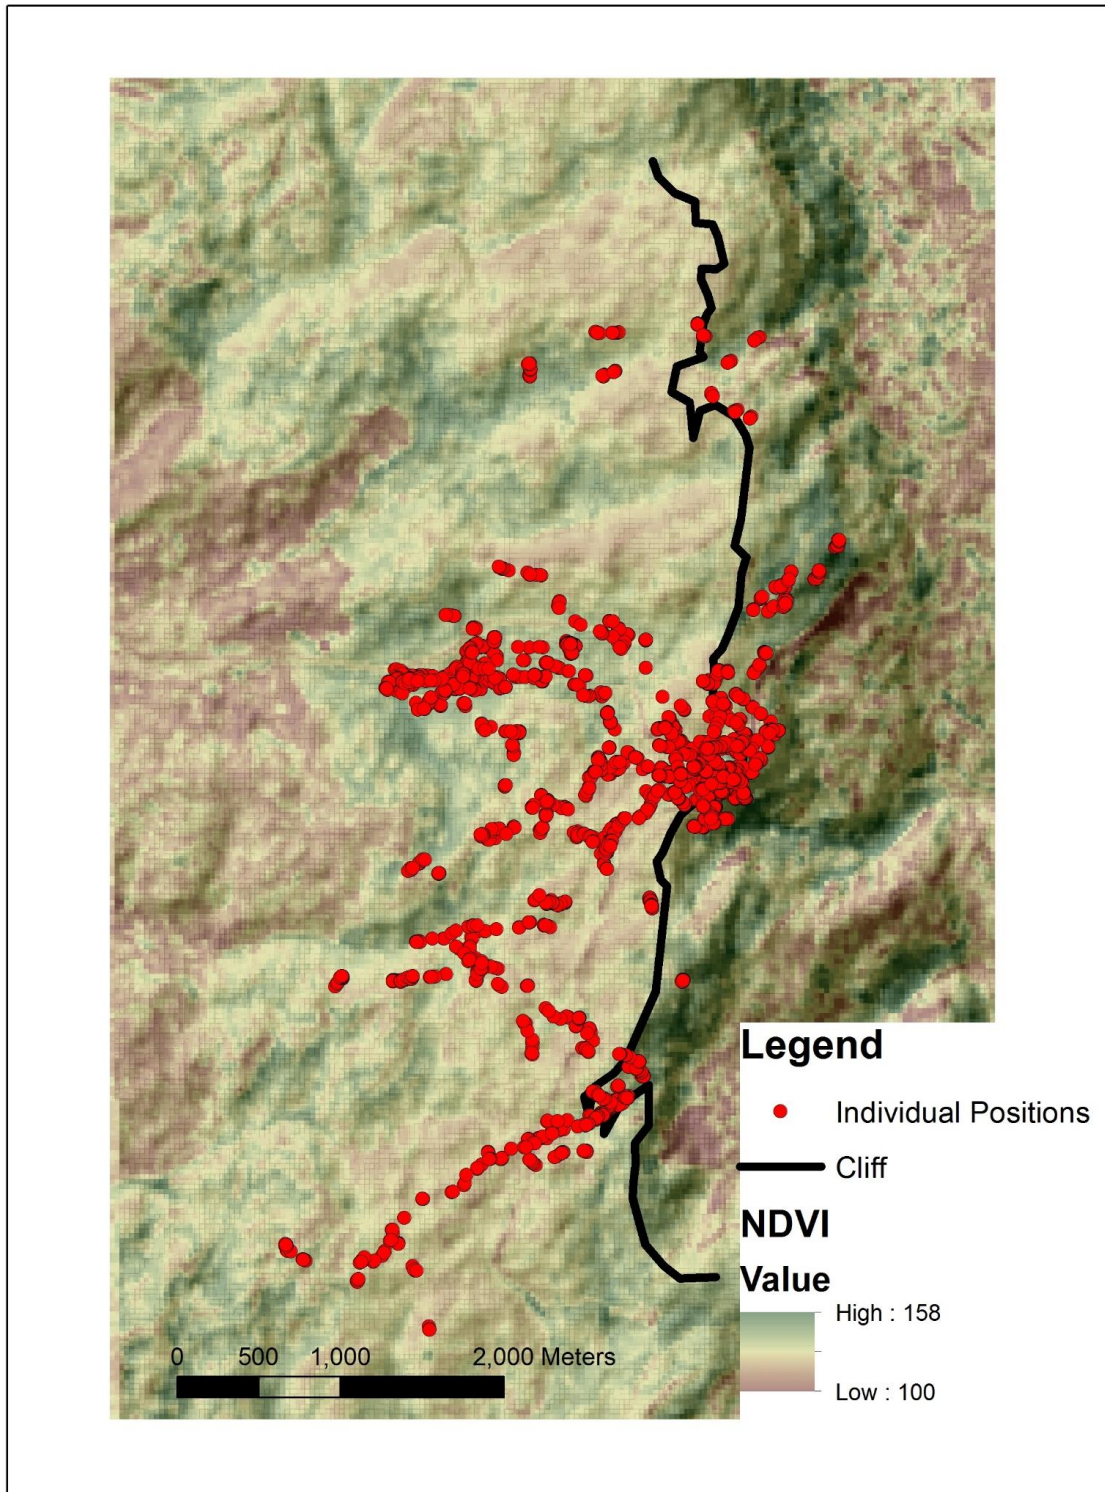 Legend
Individual Positions
Cliff
NDVI
Value
High : 158
Low : 100
0 500 1,000 2,000 Meters